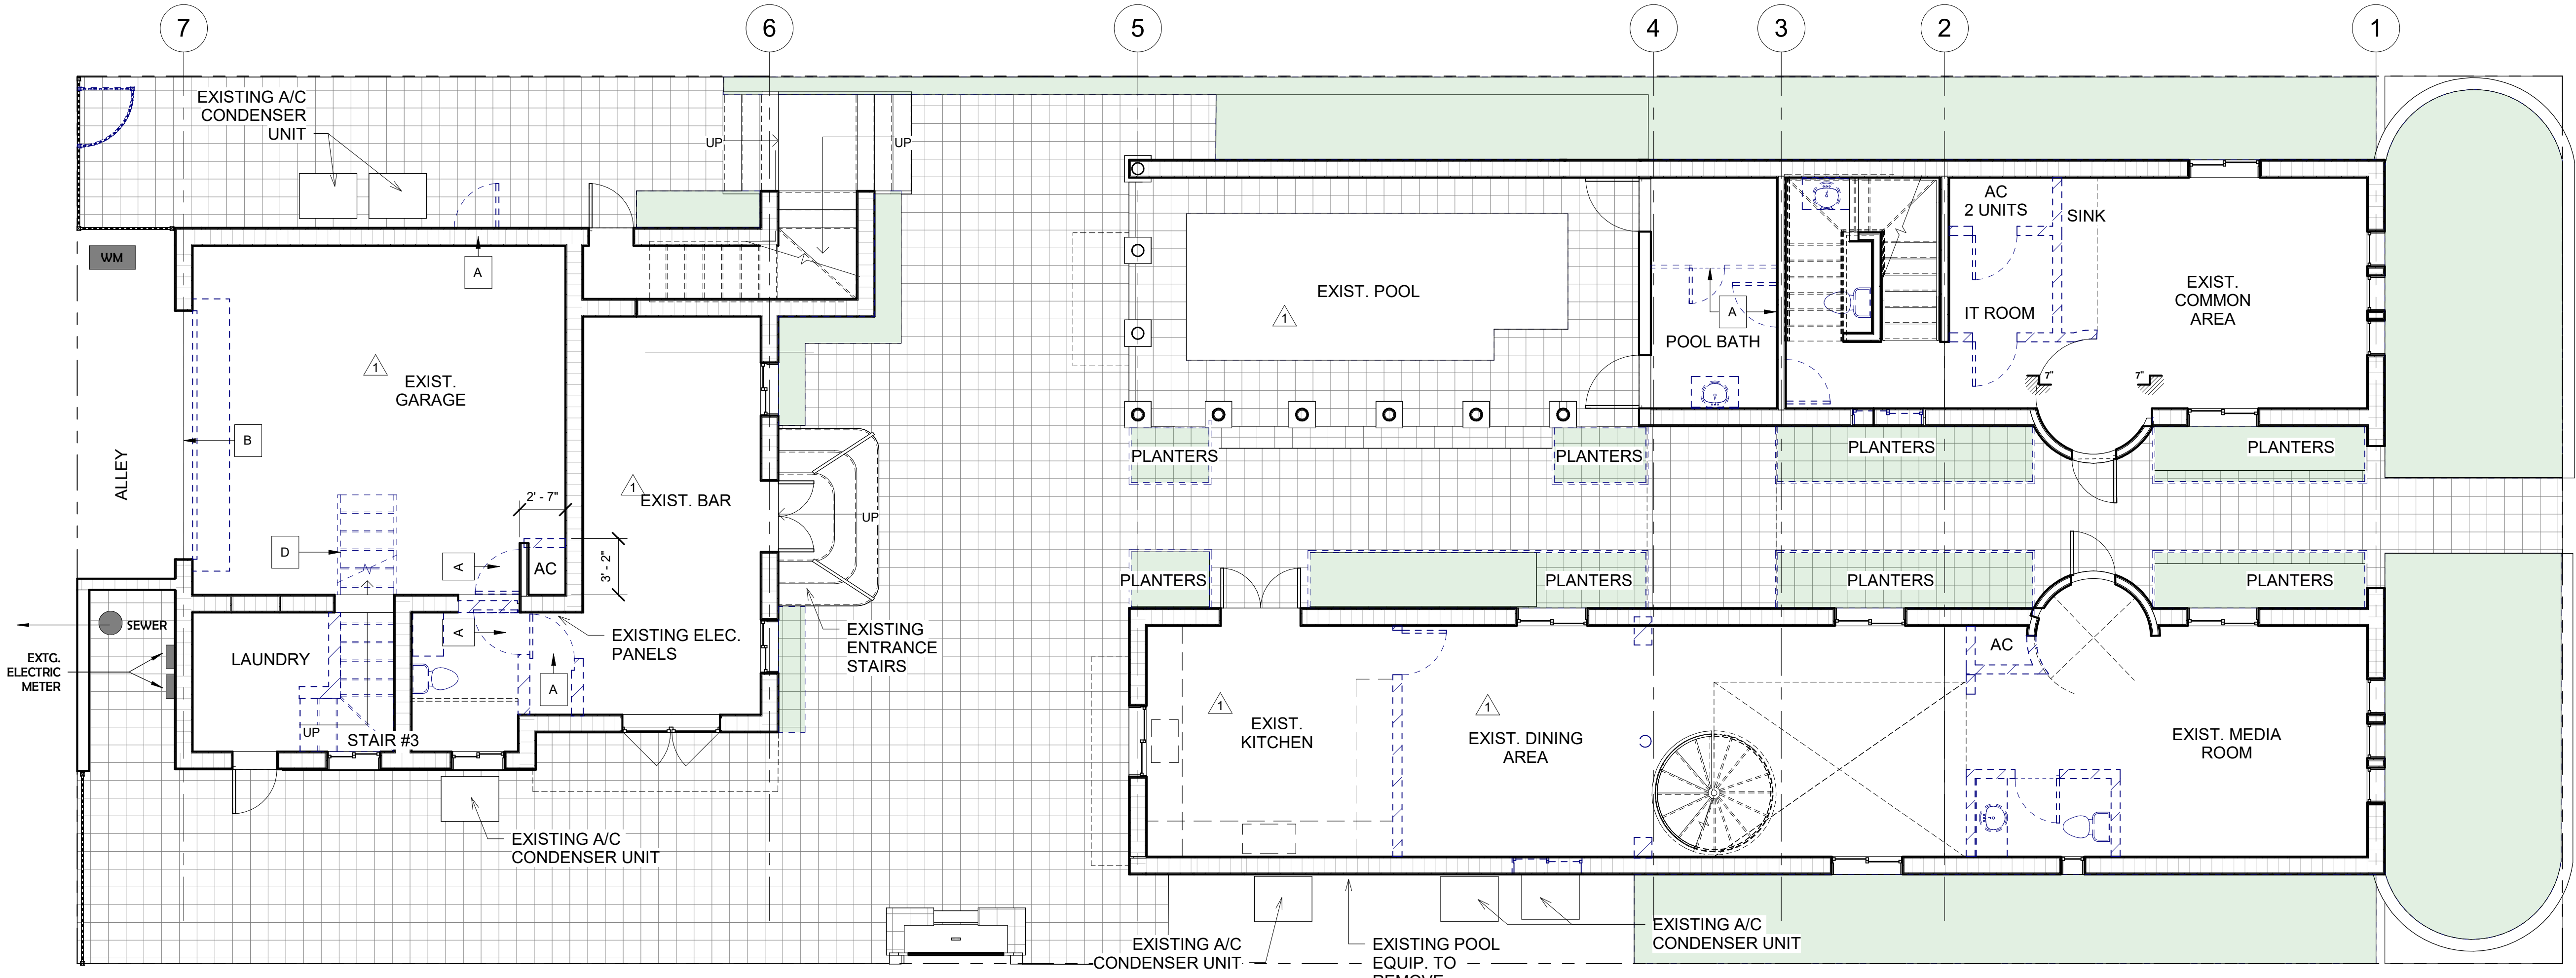 7
6
5
4
3
2
1
EXISTING A/C
CONDENSER
UNIT
UP
UP
WM
A
AC
2 UNITS
SINK
EXIST. POOL
1
A
POOL BATH
IT ROOM
EXIST.
COMMON
AREA
7"
7"
1
EXIST.
GARAGE
B
ALLEY
PLANTERS
PLANTERS
PLANTERS
PLANTERS
2' - 7"
1
EXIST. BAR
UP
D
A
AC
3' - 2"
PLANTERS
PLANTERS
PLANTERS
PLANTERS
SEWER
EXTG.
ELECTRIC
METER
LAUNDRY
A
EXISTING ELEC.
PANELS
A
UP
STAIR #3
EXISTING
ENTRANCE
STAIRS
AC
1
EXIST.
KITCHEN
1
EXIST. DINING
AREA
EXIST. MEDIA
ROOM
EXISTING A/C
CONDENSER UNIT
EXISTING A/C
CONDENSER UNIT
EXISTING POOL
EQUIP. TO
REMOVE
EXISTING A/C
CONDENSER UNIT